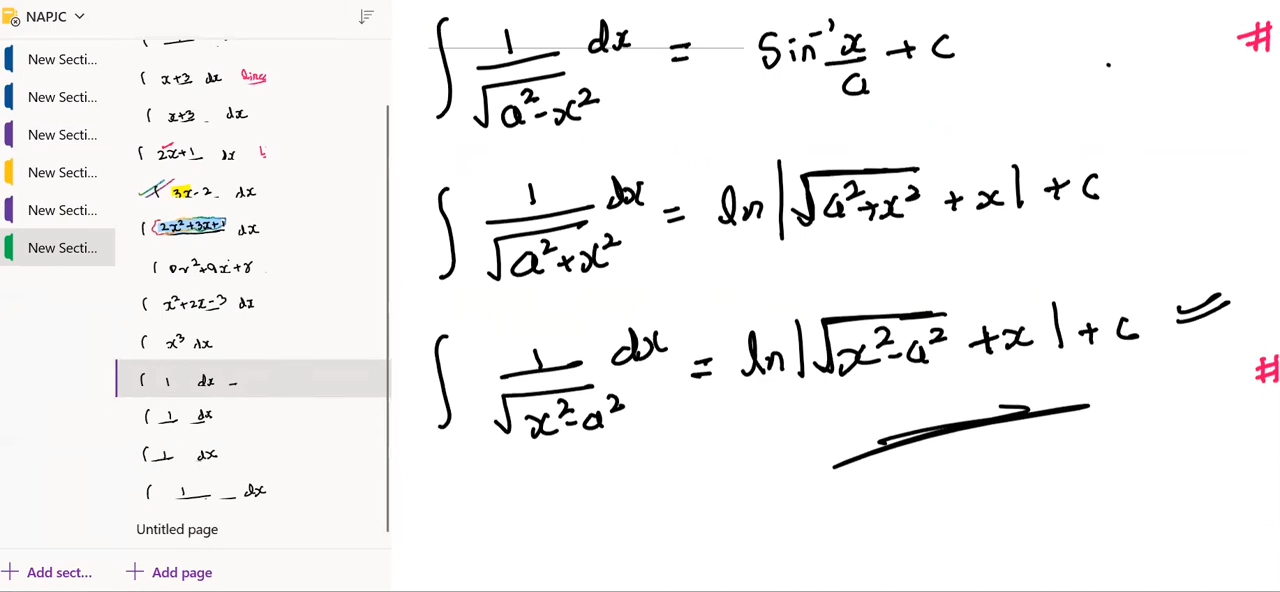 NAPJC
New Secti...
New Secti...
New Secti...
New Secti...
New Secti...
New Secti...
∫ x+3 dx
∫ x+3 dx
∫ 2x+1 dx
∫ 3x-2 dx
∫ 2x²+3x+1 dx
∫ x²+2x-3 dx
∫ x³ dx
∫ 1 dx
∫ 1 dx
∫ 1 dx
∫ 1 dx
Untitled page
+ Add sect...
+ Add page
∫ 1/√(a²-x²) dx = Sin⁻¹ x/a + c #
∫ 1/√(a²+x²) dx = ln|√(a²+x²) + x| + c
∫ 1/√(x²-a²) dx = ln|√(x²-a²) + x| + c
#